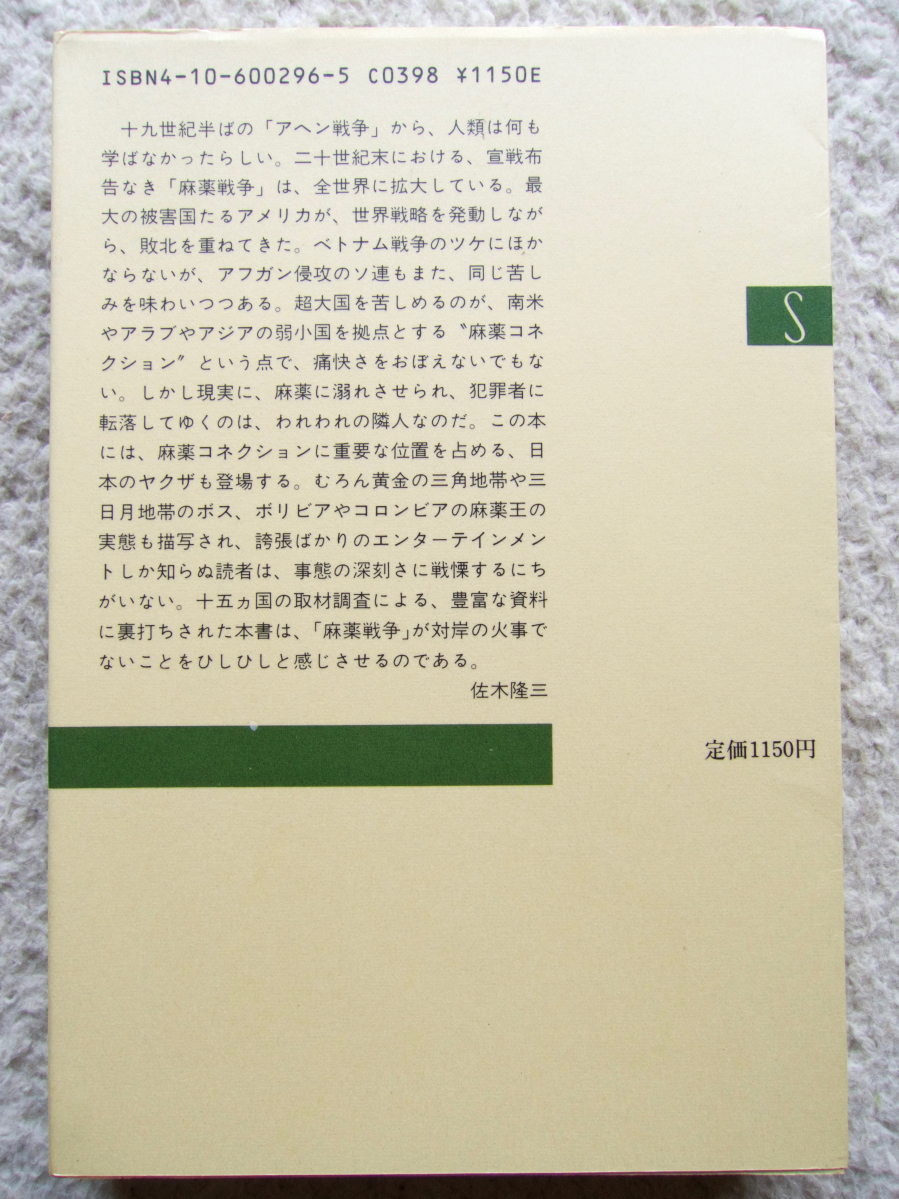 ISBN4-10-600296-5 C0398 ¥1150E
十九世紀半ばの「アヘン戦争」から、人類は何も
学ばなかったらしい。二十世紀末における、宣戦布
告なき「麻薬戦争」は、全世界に拡大している。最
大の被害国たるアメリカが、世界戦略を発動しなが
ら、敗北を重ねてきた。ベトナム戦争のツケにほか
ならないが、アフガン侵攻のソ連もまた、同じ苦し
みを味わいつつある。超大国を苦しめるのが、南米
やアラブやアジアの弱小国を拠点とする〝麻薬コネ
クション〟という点で、痛快さをおぼえないでもな
い。しかし現実に、麻薬に溺れさせられ、犯罪者に
転落してゆくのは、われわれの隣人なのだ。この本
には、麻薬コネクションに重要な位置を占める、日
本のヤクザも登場する。むろん黄金の三角地帯や三
日月地帯のボス、ボリビアやコロンビアの麻薬王の
実態も描写され、誇張ばかりのエンターテインメン
トしか知らぬ読者は、事態の深刻さに戦慄するにち
がいない。十五ヵ国の取材調査による、豊富な資料
に裏打ちされた本書は、「麻薬戦争」が対岸の火事で
ないことをひしひしと感じさせるのである。
佐木隆三
S
定価1150円